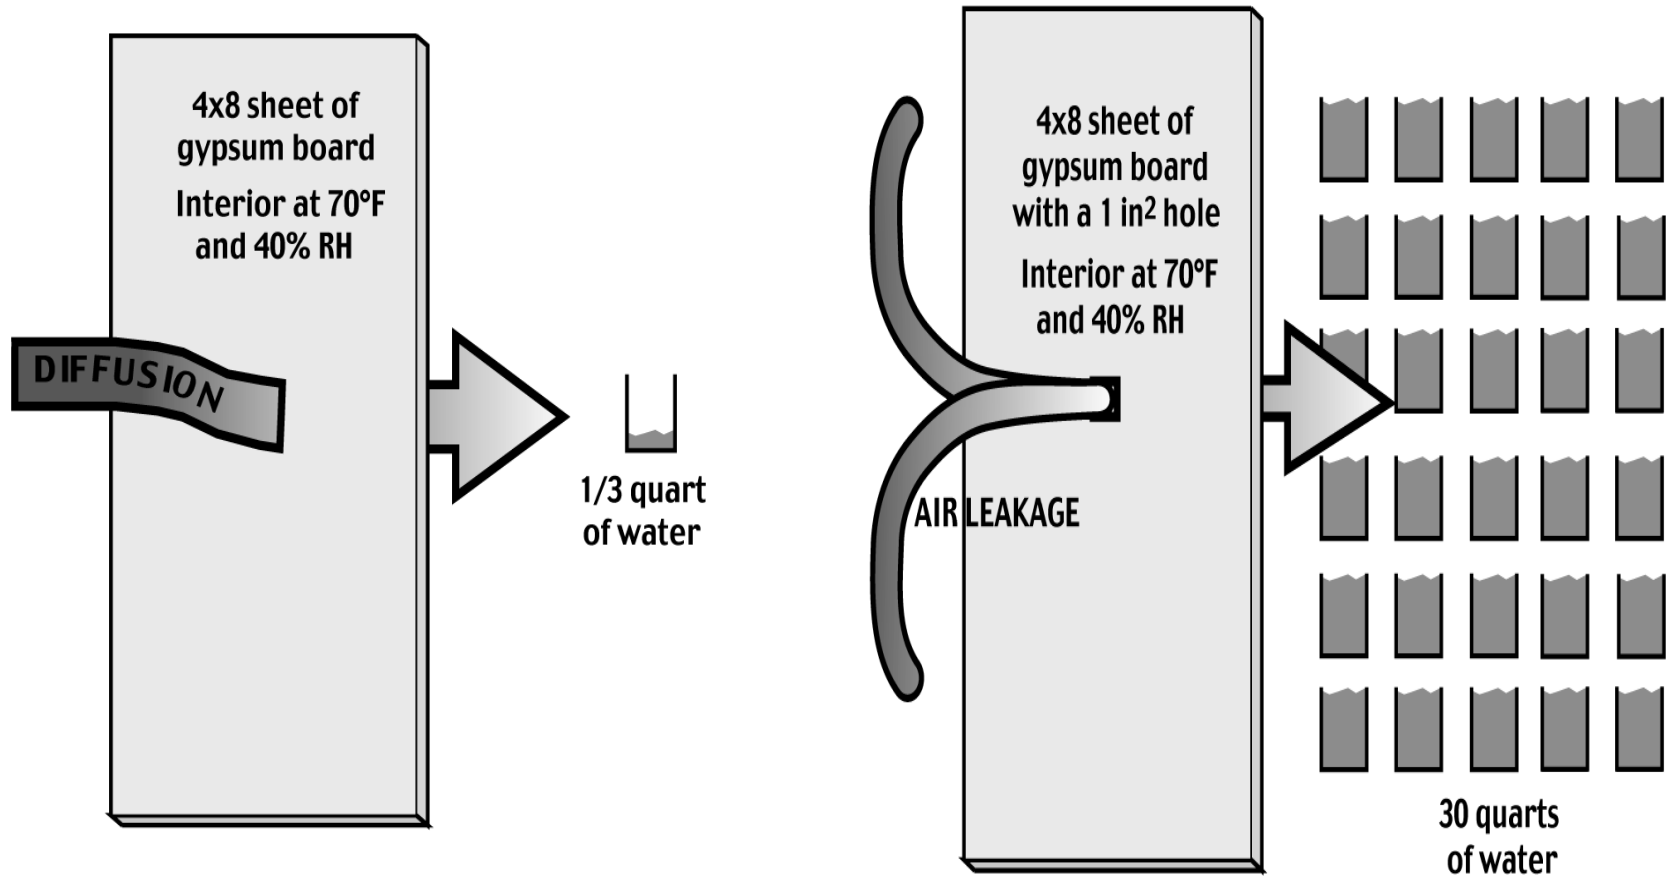 4x8 sheet of
gypsum board
Interior at 70°F
and 40% RH
DIFFUSION
1/3 quart
of water
4x8 sheet of
gypsum board
with a 1 in² hole
Interior at 70°F
and 40% RH
AIR LEAKAGE
30 quarts
of water